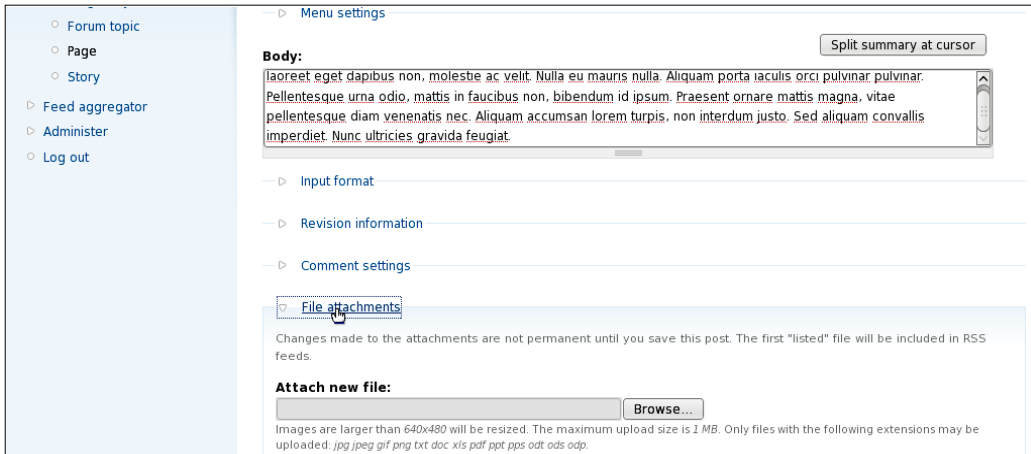 Forum topic
Page
Story
Feed aggregator
Administer
Log out
Menu settings
Split summary at cursor
Body:
laoreet eget dapibus non, molestie ac velit. Nulla eu mauris nulla. Aliquam porta iaculis orci pulvinar pulvinar.
Pellentesque urna odio, mattis in faucibus non, bibendum id ipsum. Praesent ornare mattis magna, vitae
pellentesque diam venenatis nec. Aliquam accumsan lorem turpis, non interdum justo. Sed aliquam convallis
imperdiet. Nunc ultricies gravida feugiat.
Input format
Revision information
Comment settings
File attachments
Changes made to the attachments are not permanent until you save this post. The first "listed" file will be included in RSS
feeds.
Attach new file:
Browse...
Images are larger than 640x480 will be resized. The maximum upload size is 1 MB. Only files with the following extensions may be
uploaded: jpg jpeg gif png txt doc xls pdf ppt pps odt ods odp.